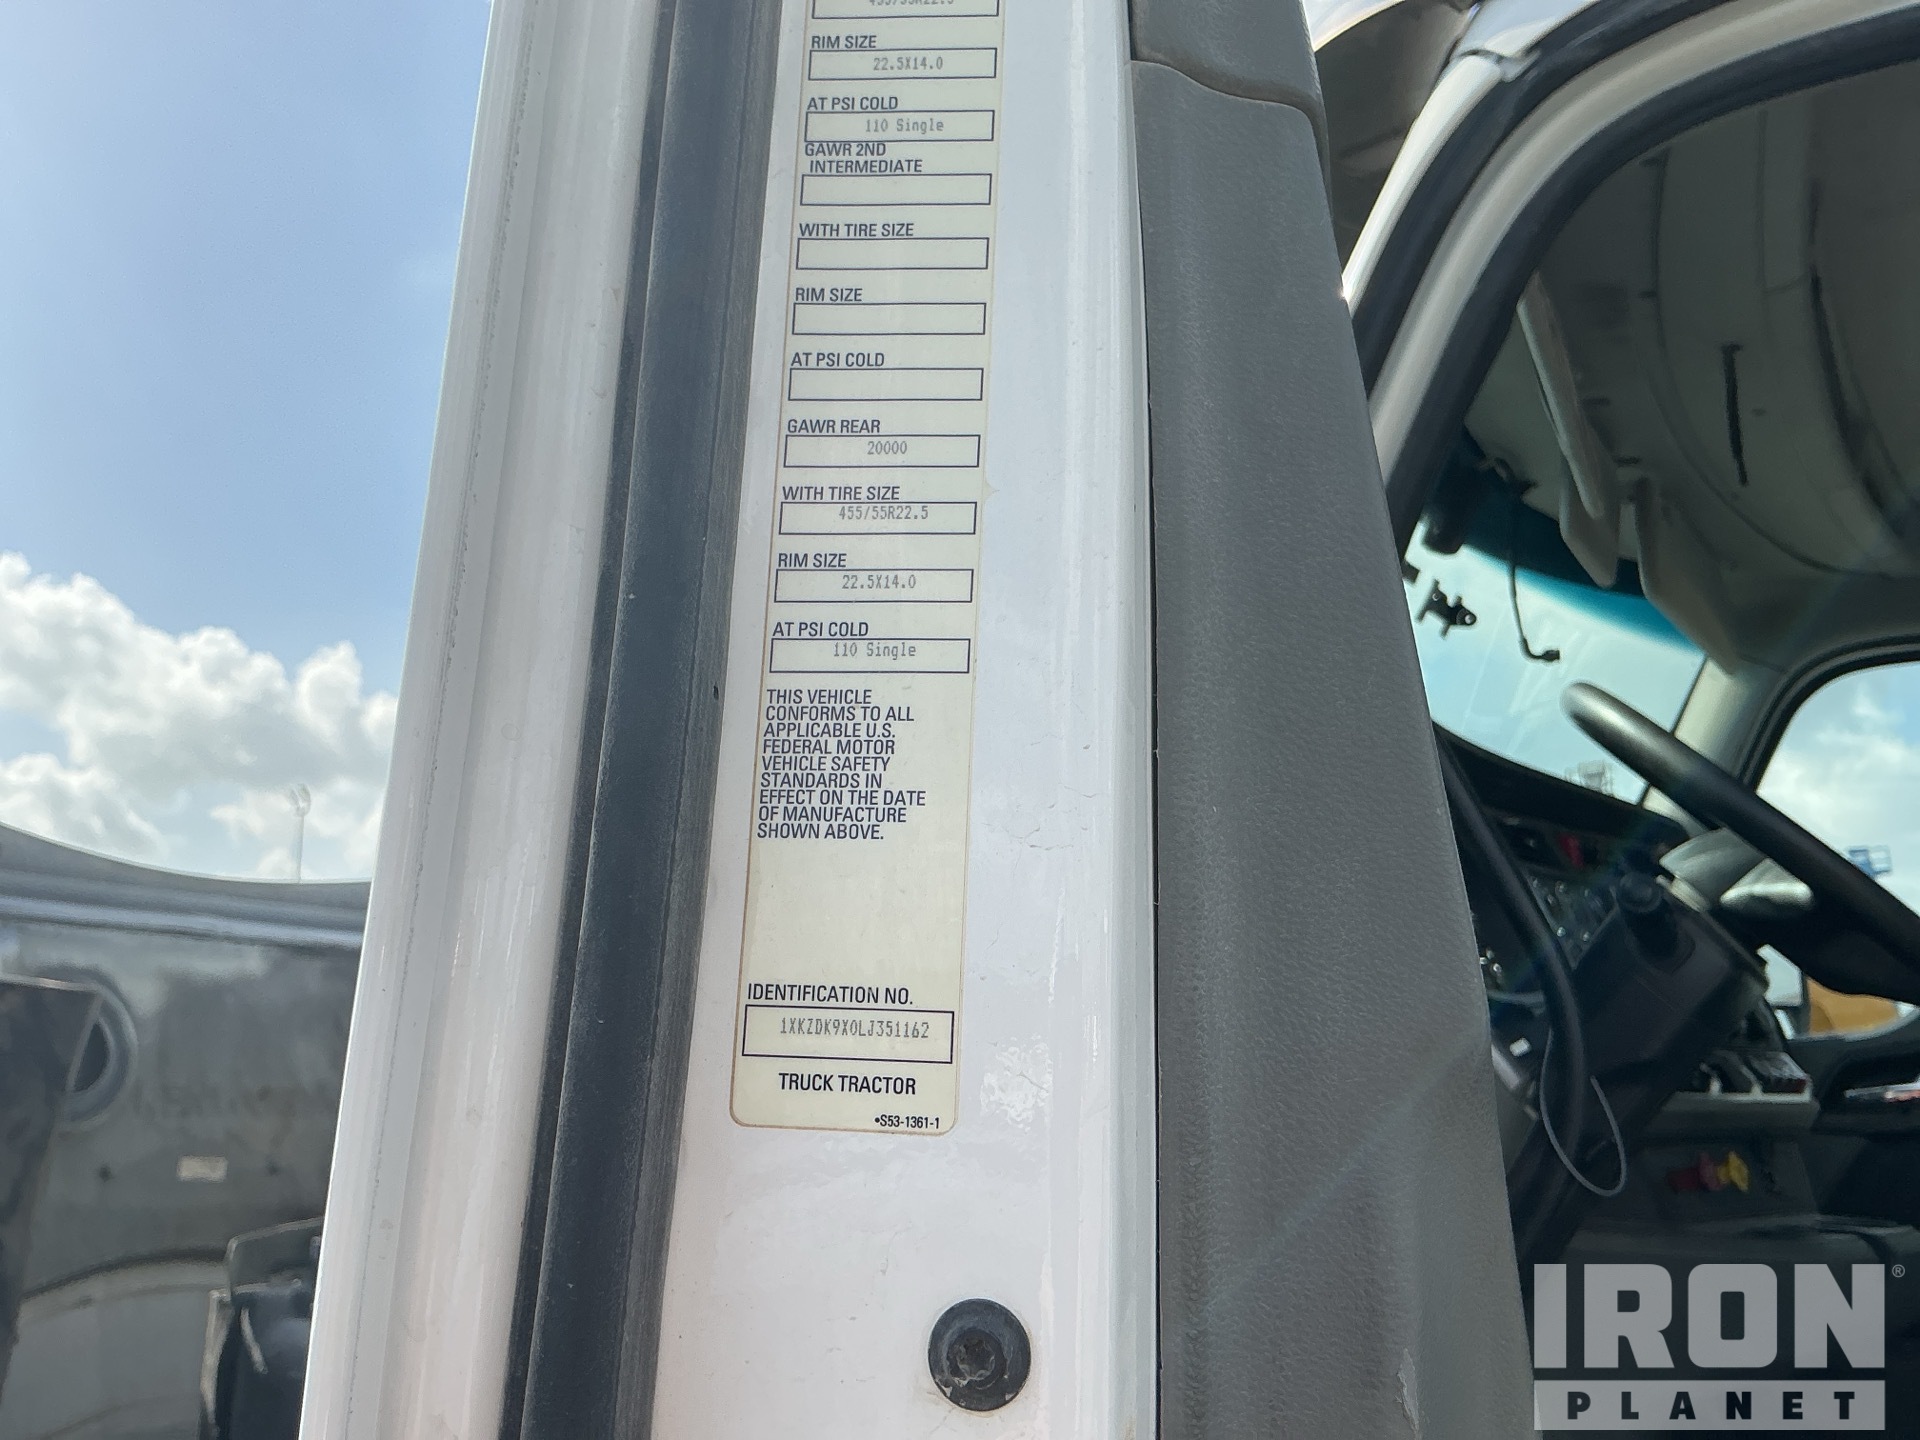 455/55R22.5
RIM SIZE
22.5X14.0
AT PSI COLD
110 Single
GAWR 2ND
INTERMEDIATE
WITH TIRE SIZE
RIM SIZE
AT PSI COLD
GAWR REAR
20000
WITH TIRE SIZE
455/55R22.5
RIM SIZE
22.5X14.0
AT PSI COLD
110 Single
THIS VEHICLE
CONFORMS TO ALL
APPLICABLE U.S.
FEDERAL MOTOR
VEHICLE SAFETY
STANDARDS IN
EFFECT ON THE DATE
OF MANUFACTURE
SHOWN ABOVE.
IDENTIFICATION NO.
1XKZDK9X0LJ351162
TRUCK TRACTOR
•S53-1361-1
IRON®
PLANET